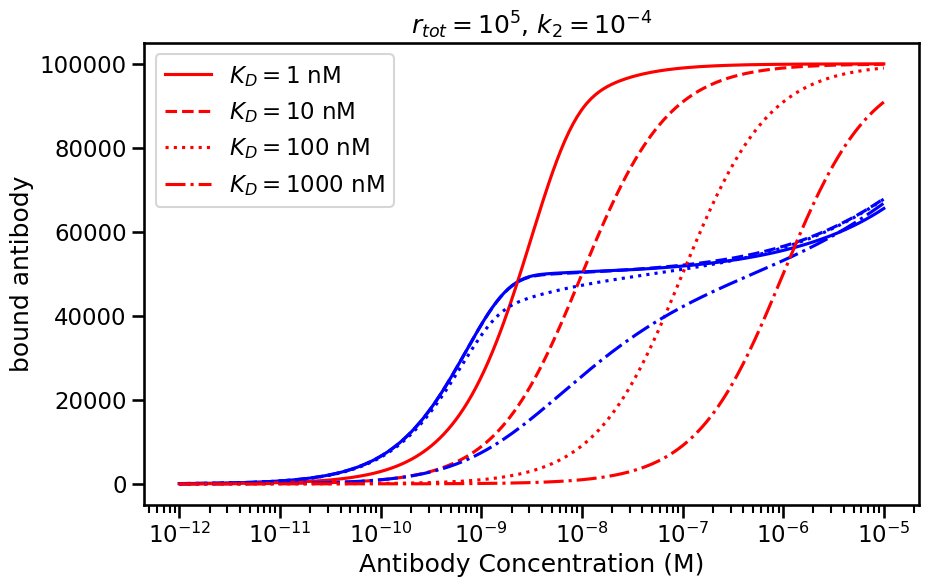 r_{tot} = 10^5, k_2 = 10^{-4}
K_D = 1 nM
K_D = 10 nM
K_D = 100 nM
K_D = 1000 nM
bound antibody
100000
80000
60000
40000
20000
0
10^{-12} 10^{-11} 10^{-10} 10^{-9} 10^{-8} 10^{-7} 10^{-6} 10^{-5}
Antibody Concentration (M)